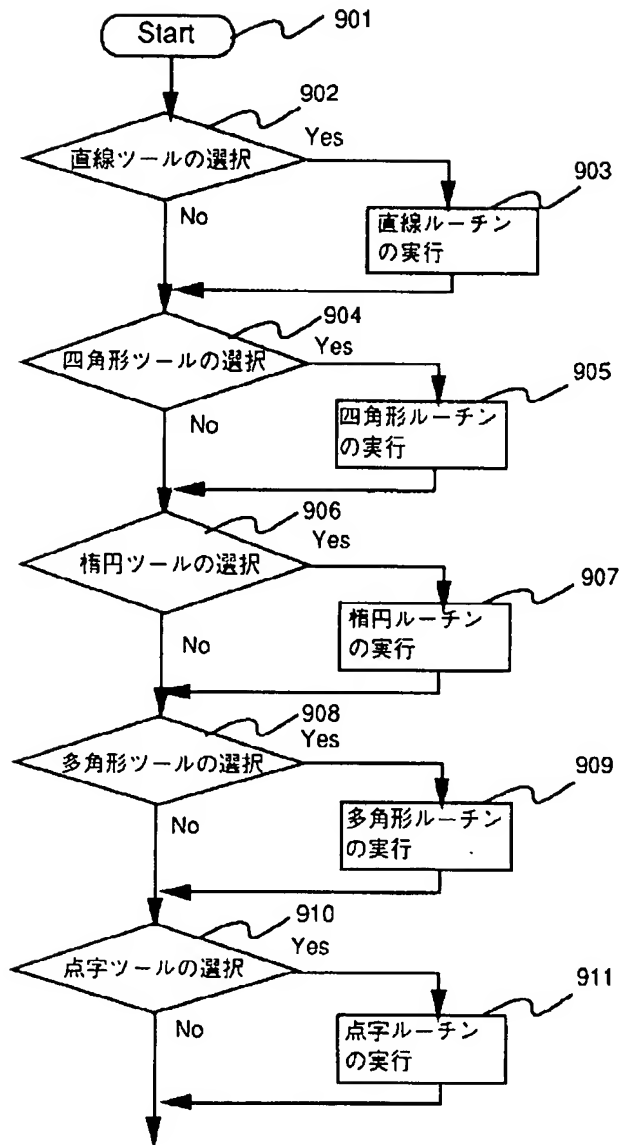 Start
901
902
直線ツールの選択
Yes
903
No
直線ルーチン
の実行
904
四角形ツールの選択
Yes
905
No
四角形ルーチン
の実行
906
楕円ツールの選択
Yes
907
No
楕円ルーチン
の実行
908
多角形ツールの選択
Yes
909
No
多角形ルーチン
の実行
910
点字ツールの選択
Yes
911
No
点字ルーチン
の実行